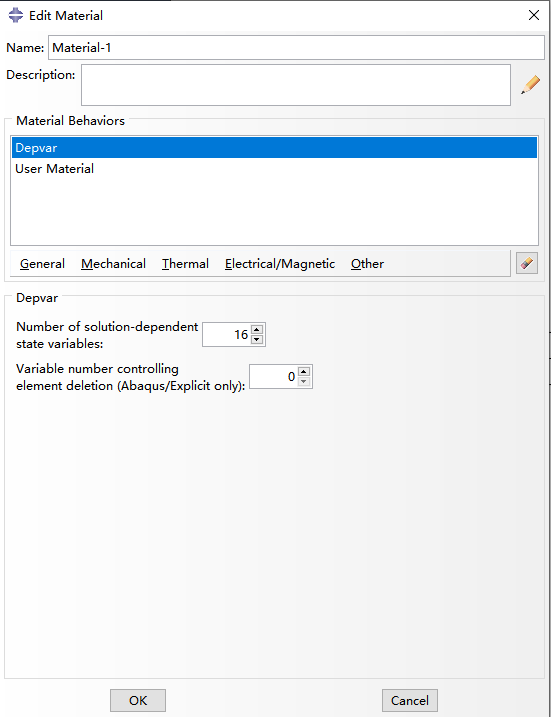 Edit Material
Name: Material-1
Description:
Material Behaviors
Depvar
User Material
General Mechanical Thermal Electrical/Magnetic Other
Depvar
Number of solution-dependent
state variables: 16
Variable number controlling
element deletion (Abaqus/Explicit only): 0
OK Cancel